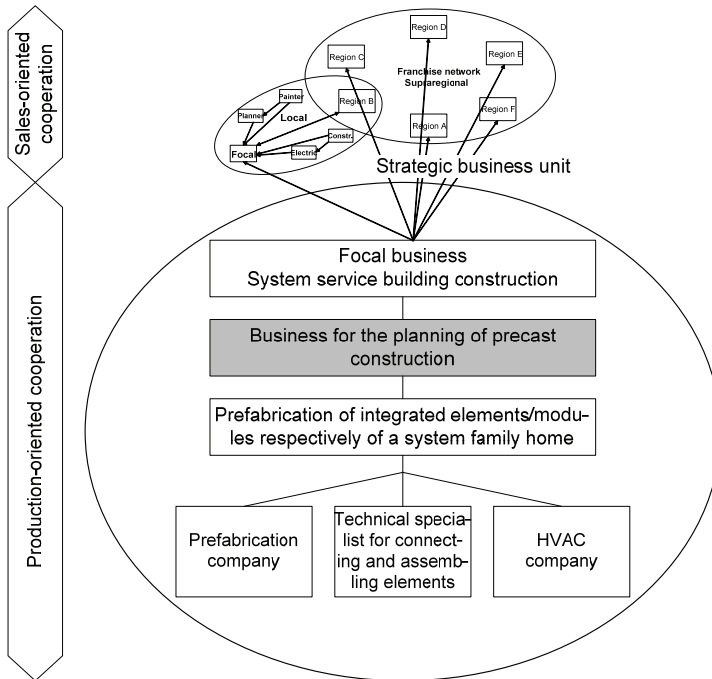 Sales-oriented
cooperation
Production-oriented cooperation
Region D
Region C
Region E
Franchise network
Supraregional
Painter
Region B
Planner
Local
Region F
Constr.
Region A
Focal
Electric
Strategic business unit
Focal business
System service building construction
Business for the planning of precast
construction
Prefabrication of integrated elements/modu-
les respectively of a system family home
Prefabrication
company
Technical specia-
list for connect-
ing and assemb-
ling elements
HVAC
company